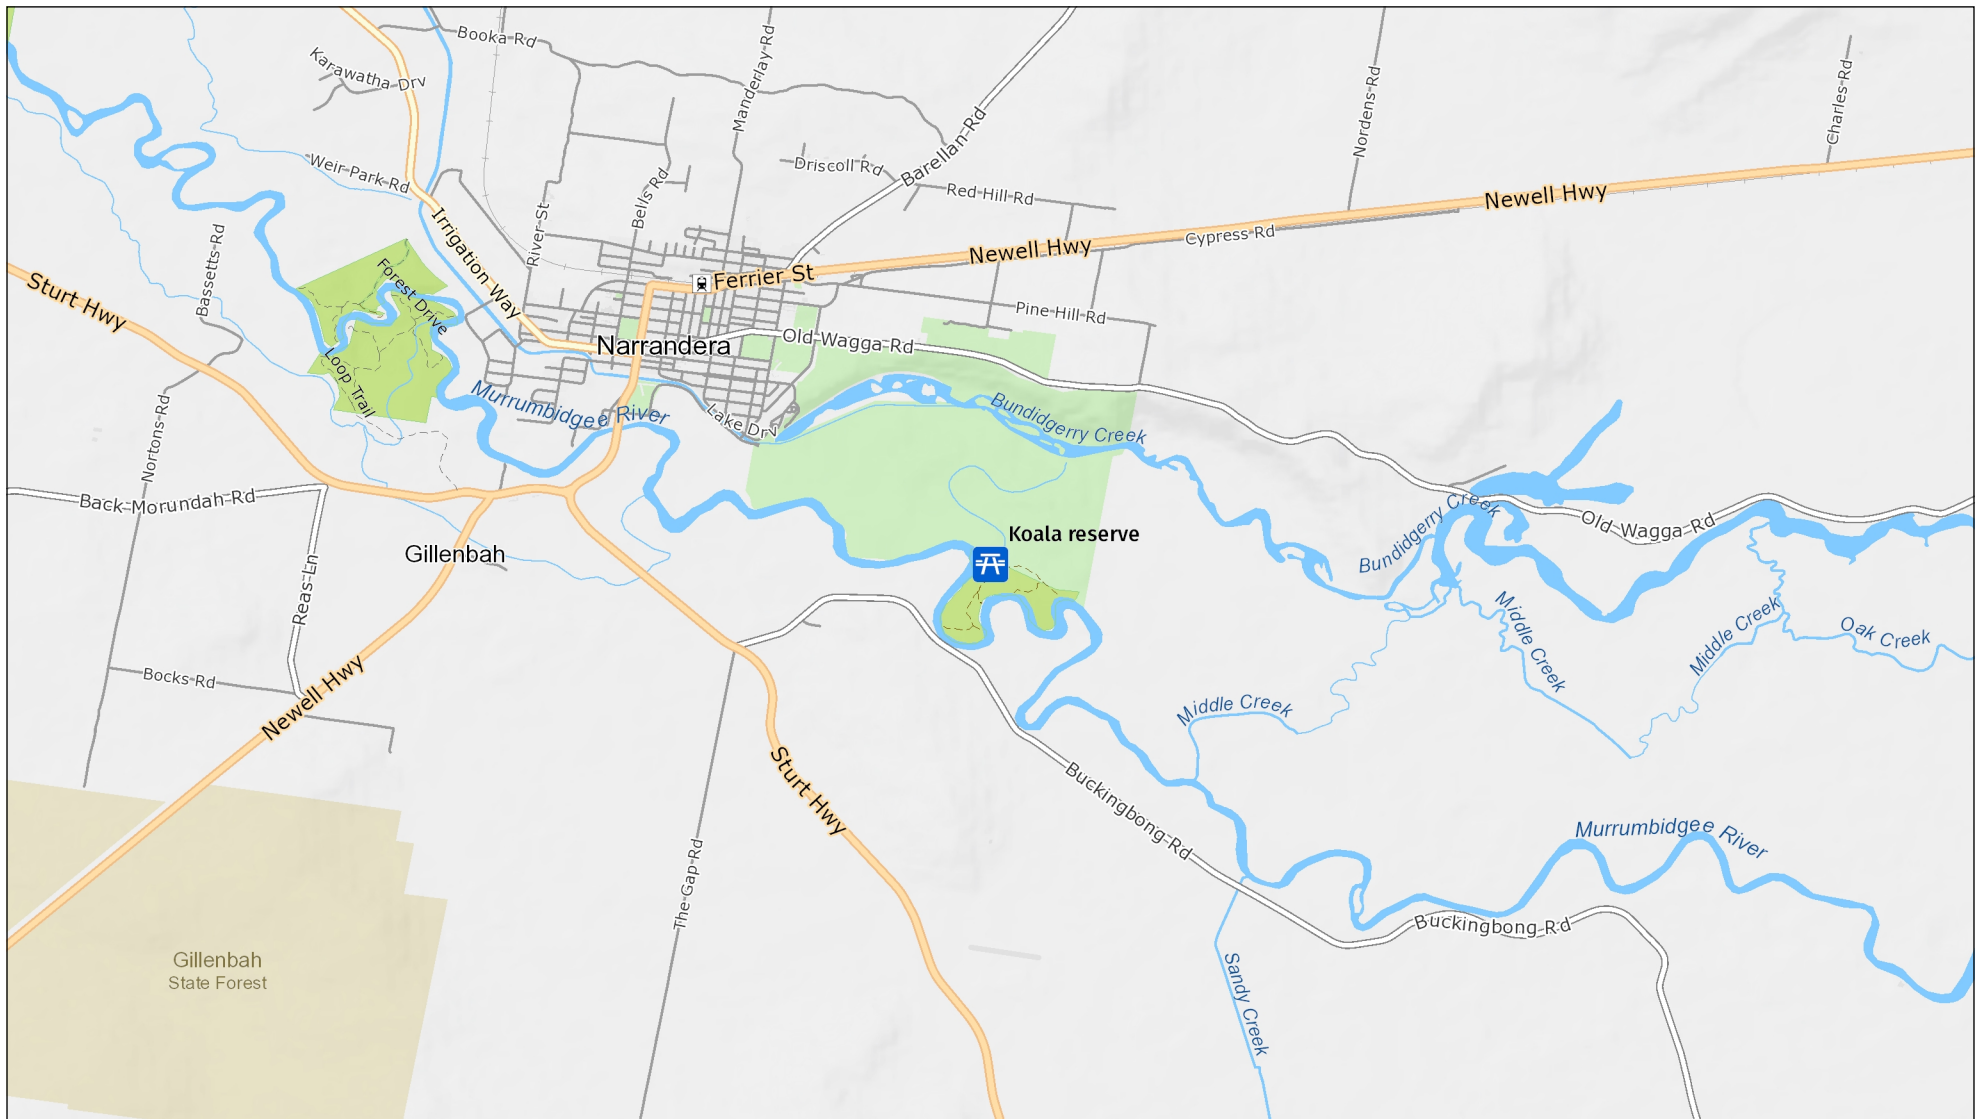 Booka Rd
Karawatha Drv
Manderlay Rd
Nordens Rd
Charles Rd
Weir Park Rd
Driscoll Rd
Barellan Rd
Bells Rd
Red Hill Rd
Newell Hwy
River St
Irrigation Way
Bassetts Rd
Cypress Rd
Newell Hwy
Ferrier St
Sturt Hwy
Forest Drive
Pine Hill Rd
Narrandera
Old Wagga Rd
Loop Trail
Murrumbidgee River
Lake Drv
Bundidgerry Creek
Nortons Rd
Back Morundah Rd
Koala reserve
Bundidgerry Creek
Old Wagga Rd
Gillenbah
Reas Ln
Middle Creek
Middle Creek
Oak Creek
Bocks Rd
Newell Hwy
Middle Creek
Sturt Hwy
Buckingbong Rd
Murrumbidgee River
The Gap Rd
Buckingbong Rd
Gillenbah
State Forest
Sandy Creek